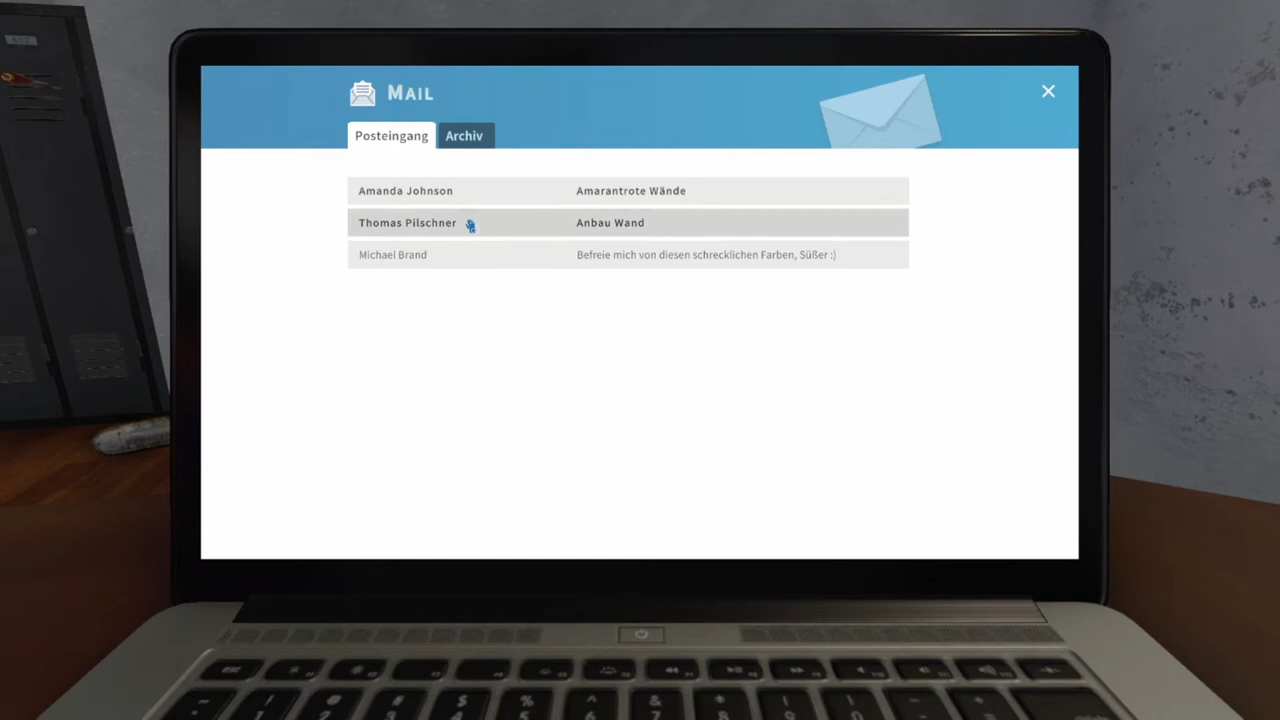 MAIL
Posteingang Archiv
Amanda Johnson Amarantrote Wände
Thomas Pilschner Anbau Wand
Michael Brand Befreie mich von diesen schrecklichen Farben, Süßer :)
esc